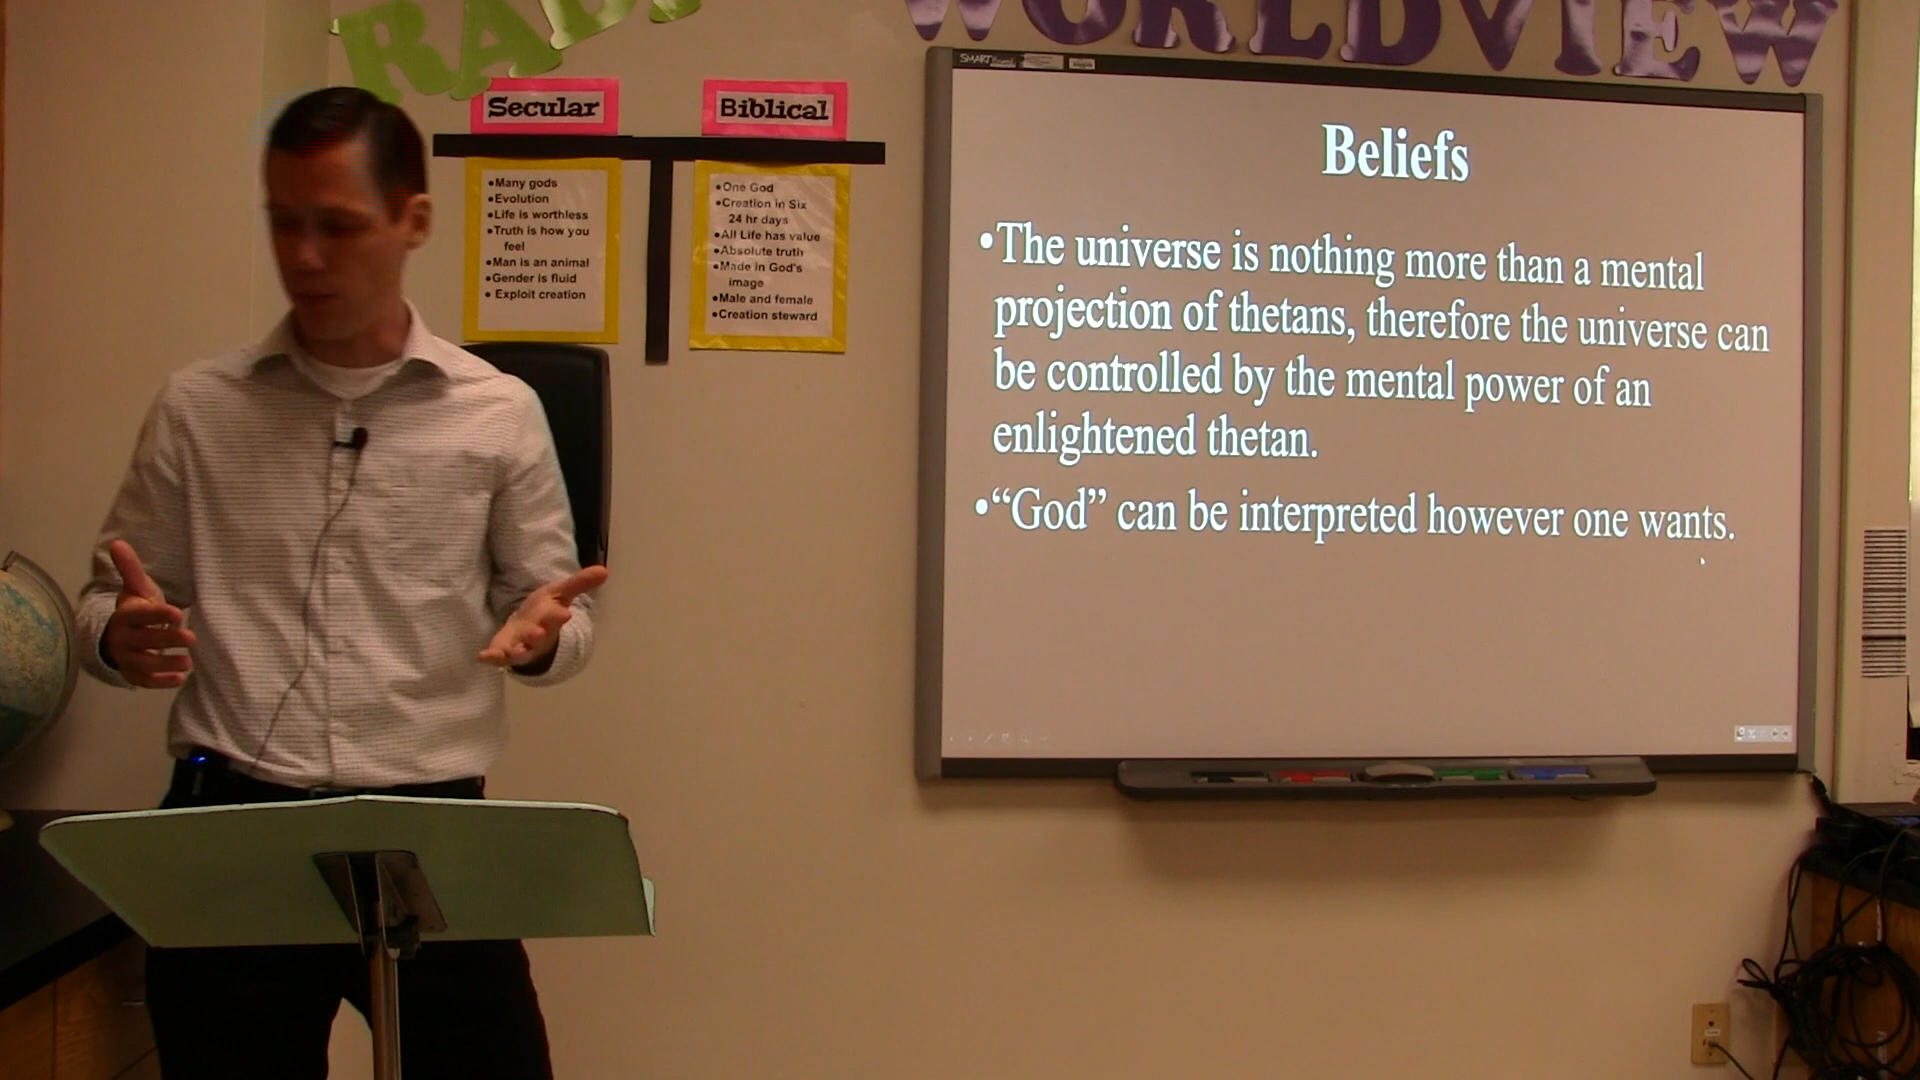 RAD
WORLDVIEW
Secular
•Many gods
•Evolution
•Life is worthless
•Truth is how you
feel
•Man is an animal
•Gender is fluid
• Exploit creation
Biblical
•One God
•Creation in Six
24 hr days
•All Life has value
•Absolute truth
•Made in God's
image
•Male and female
•Creation steward
SMART
Beliefs
•The universe is nothing more than a mental
projection of thetans, therefore the universe can
be controlled by the mental power of an
enlightened thetan.
•“God” can be interpreted however one wants.